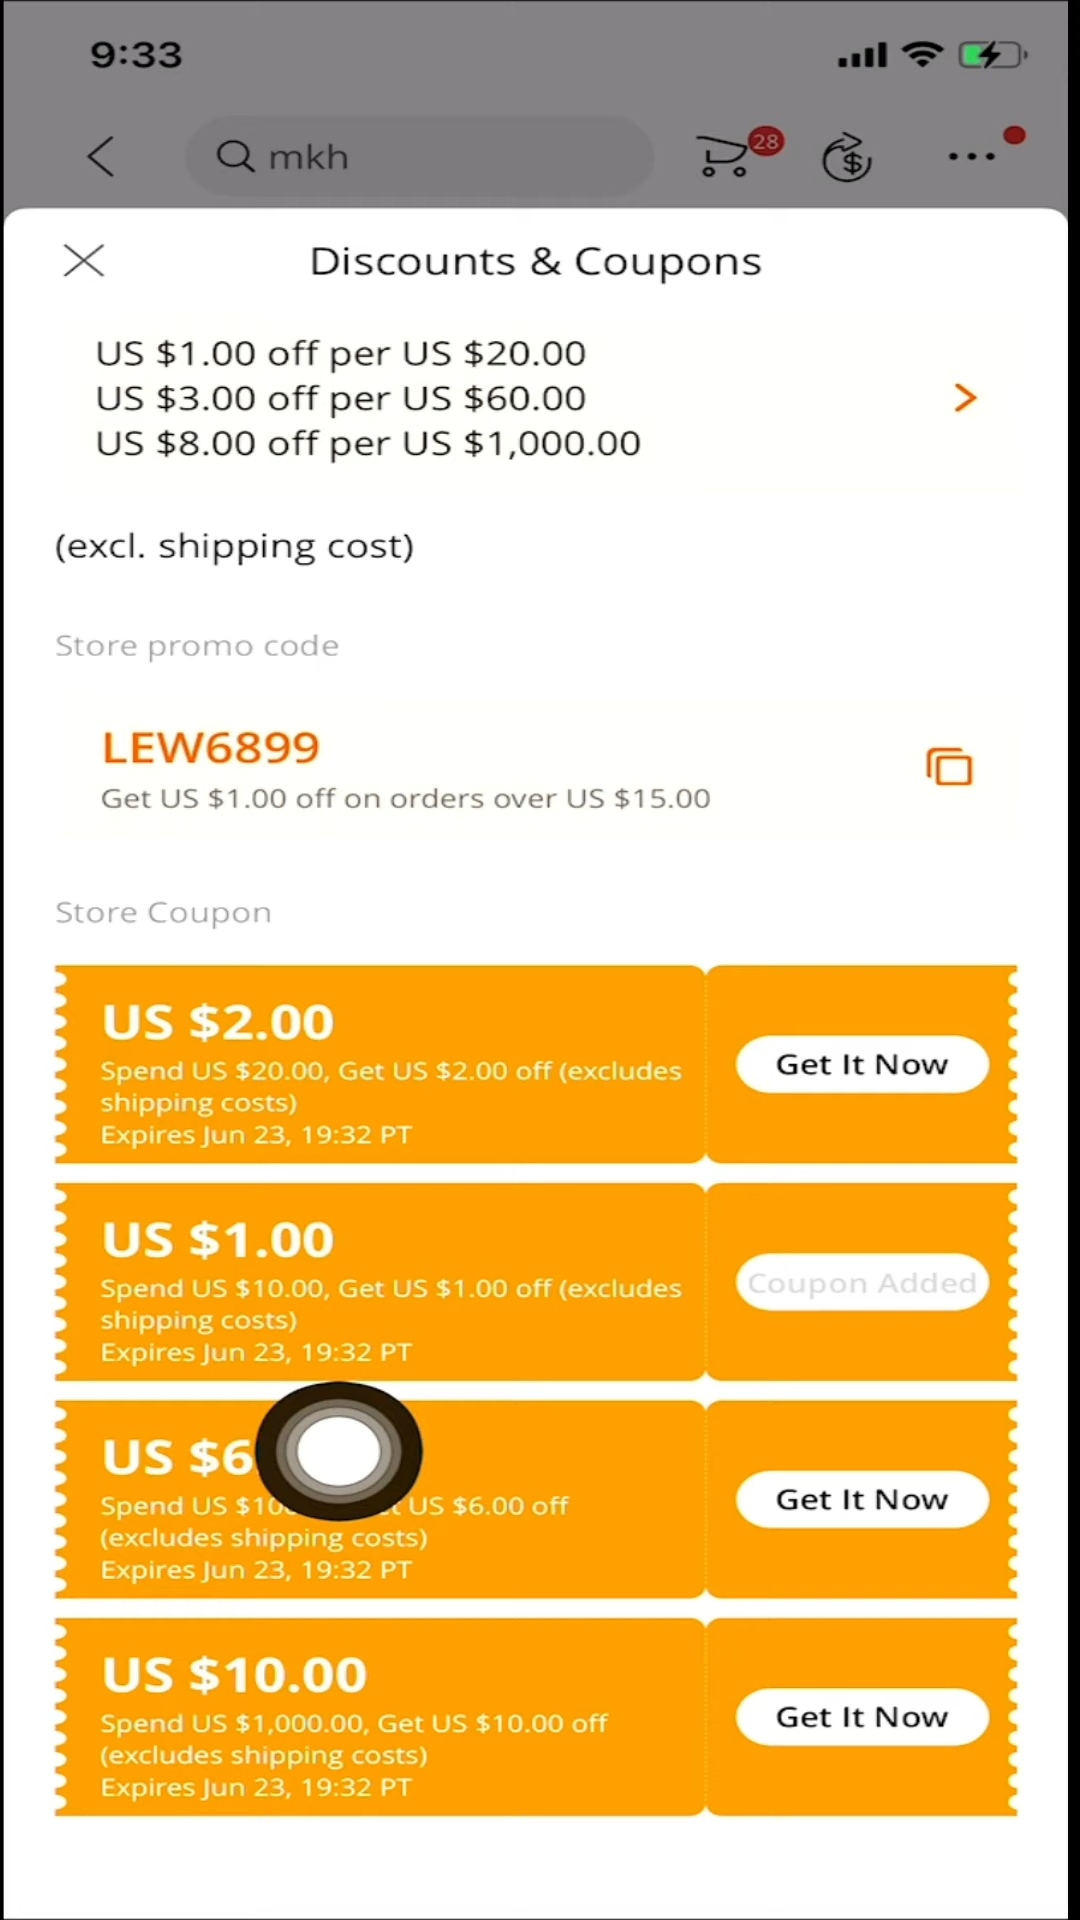 9:33
mkh
28
Discounts & Coupons
US $1.00 off per US $20.00
US $3.00 off per US $60.00
US $8.00 off per US $1,000.00
(excl. shipping cost)
Store promo code
LEW6899
Get US $1.00 off on orders over US $15.00
Store Coupon
US $2.00
Spend US $20.00, Get US $2.00 off (excludes
shipping costs)
Expires Jun 23, 19:32 PT
Get It Now
US $1.00
Spend US $10.00, Get US $1.00 off (excludes
shipping costs)
Expires Jun 23, 19:32 PT
Coupon Added
US $6
Spend US US $6.00 off
(excludes shipping costs)
Expires Jun 23, 19:32 PT
Get It Now
US $10.00
Spend US $1,000.00, Get US $10.00 off
(excludes shipping costs)
Expires Jun 23, 19:32 PT
Get It Now